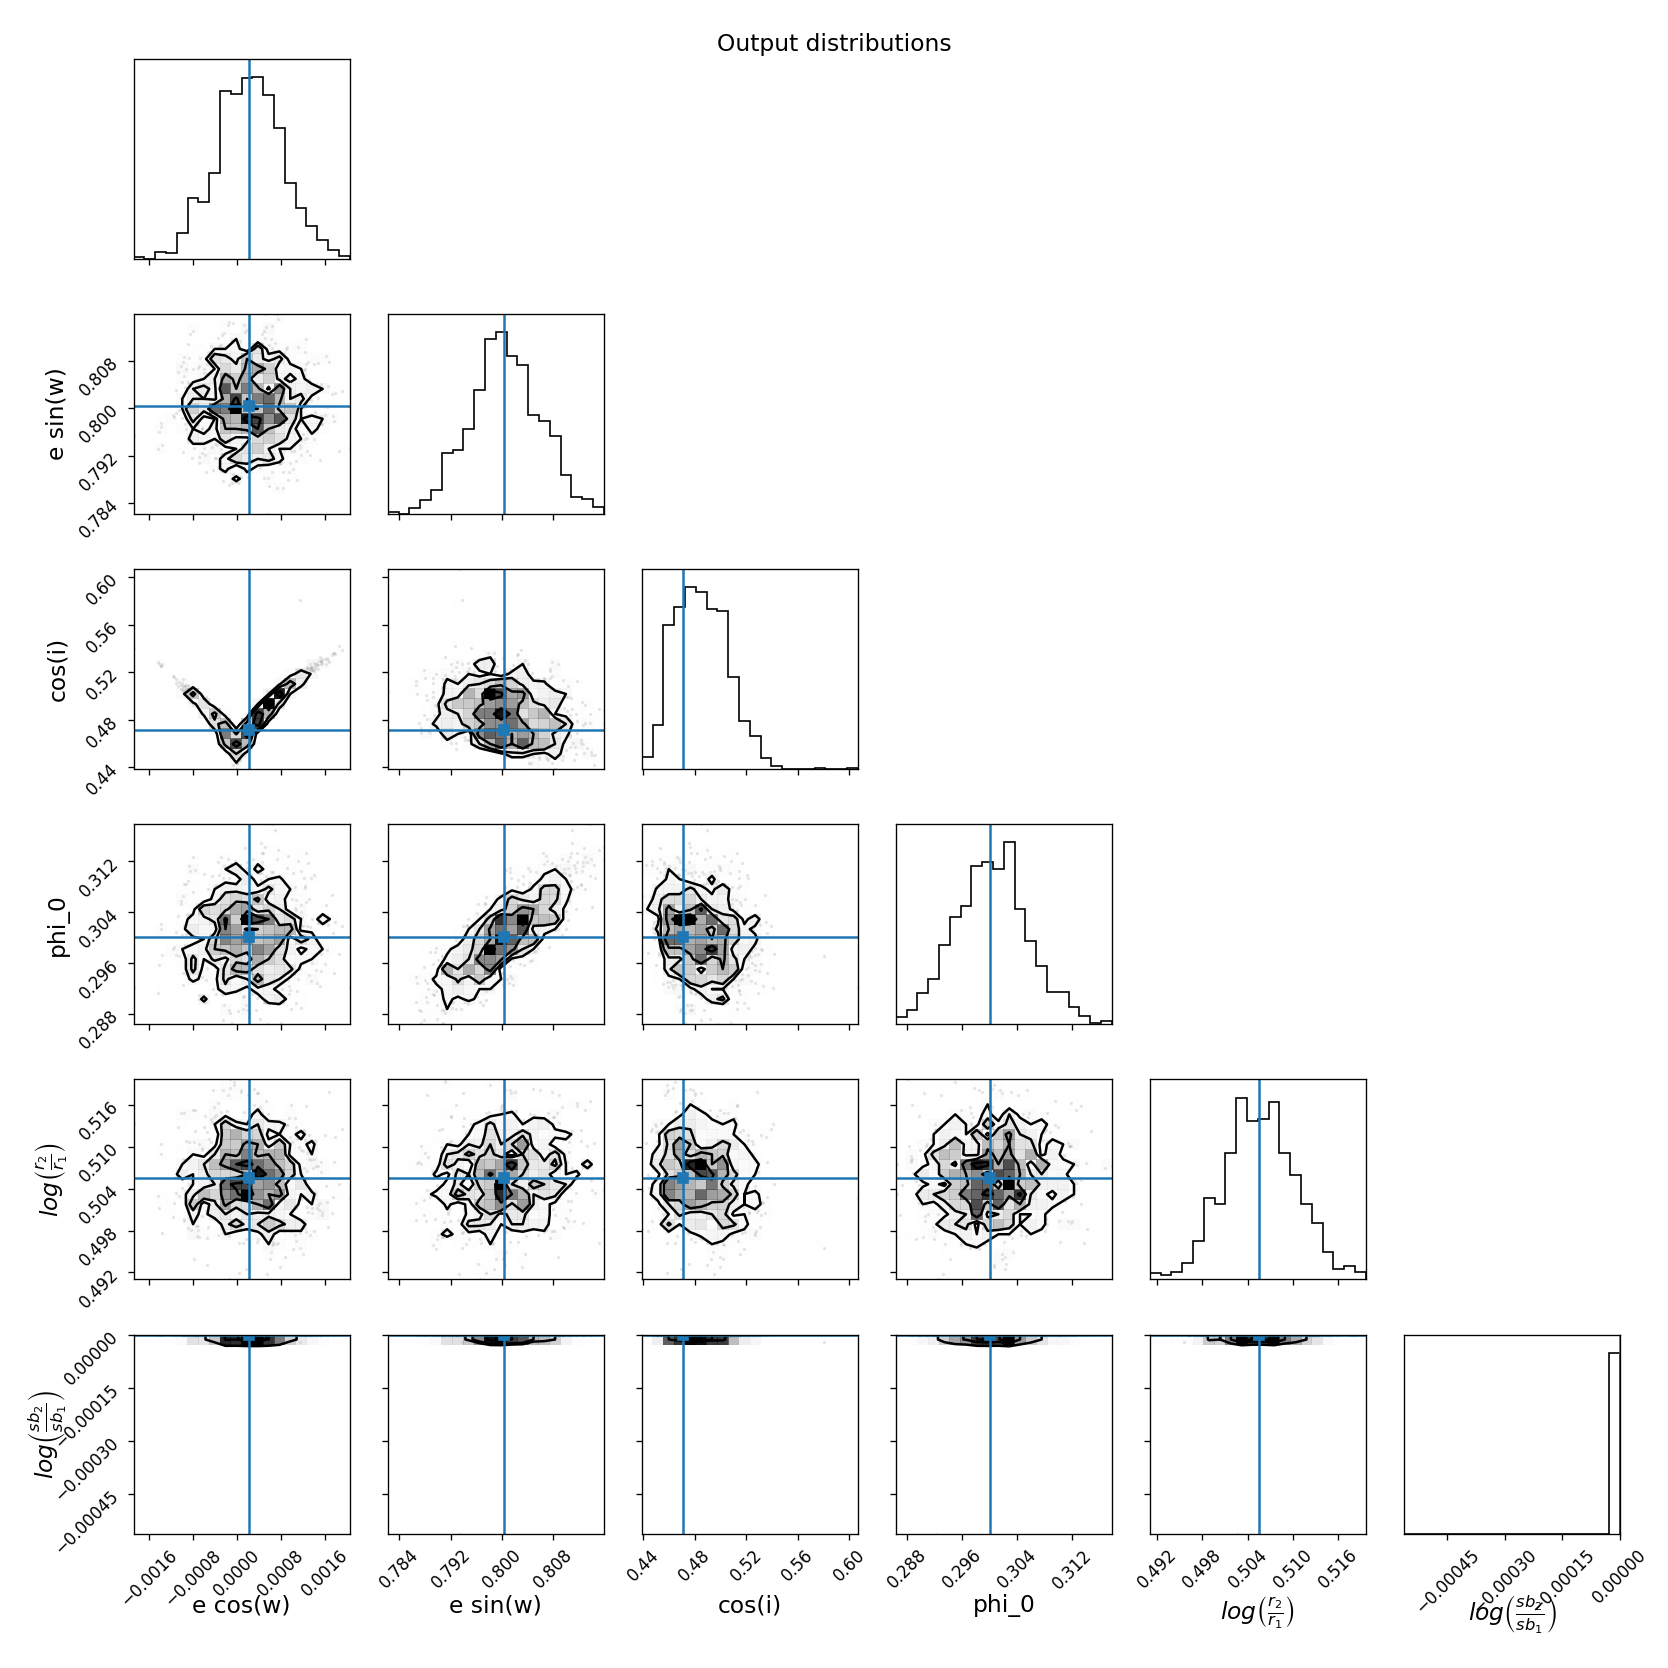 Output distributions
e sin(w)
0.808
0.800
0.792
0.784
cos(i)
0.60
0.56
0.52
0.48
0.44
phi_0
0.312
0.304
0.296
0.288
log(r₂/r₁)
0.516
0.510
0.504
0.498
0.492
log(sb₂/sb₁)
0.00000
−0.00015
−0.00030
−0.00045
−0.0016 −0.0008 0.0000 0.0008 0.0016
0.784 0.792 0.800 0.808
0.44 0.48 0.52 0.56 0.60
0.288 0.296 0.304 0.312
0.492 0.498 0.504 0.510 0.516
−0.00045 −0.00030 −0.00015 0.00000
e cos(w)
e sin(w)
cos(i)
phi_0
log(r₂/r₁)
log(sb₂/sb₁)